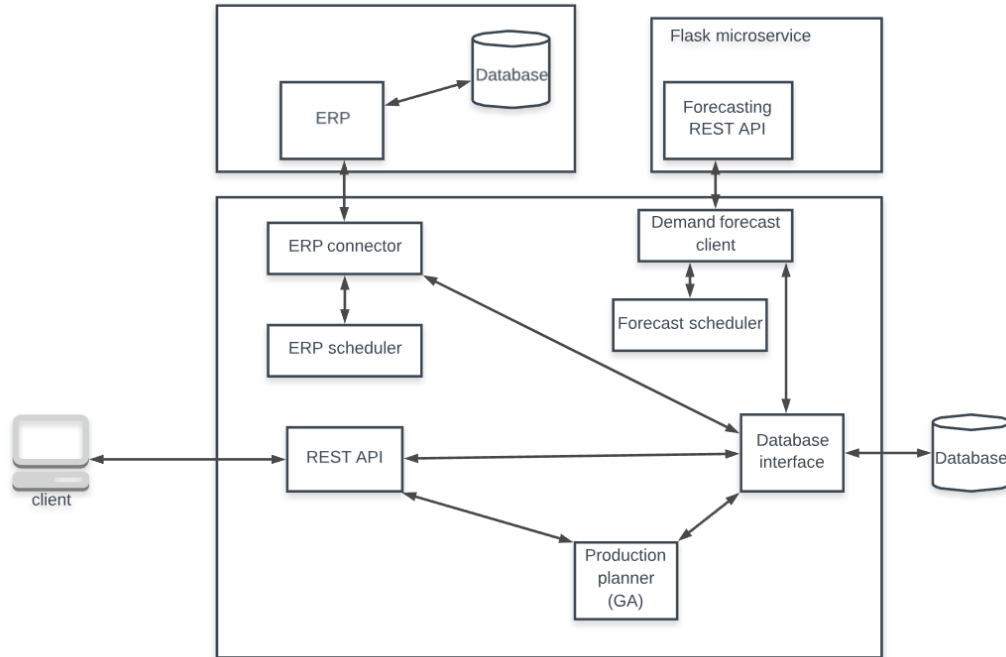 Flask microservice
Database
ERP
Forecasting
REST API
ERP connector
Demand forecast
client
ERP scheduler
Forecast scheduler
client
REST API
Database
interface
Database
Production
planner
(GA)